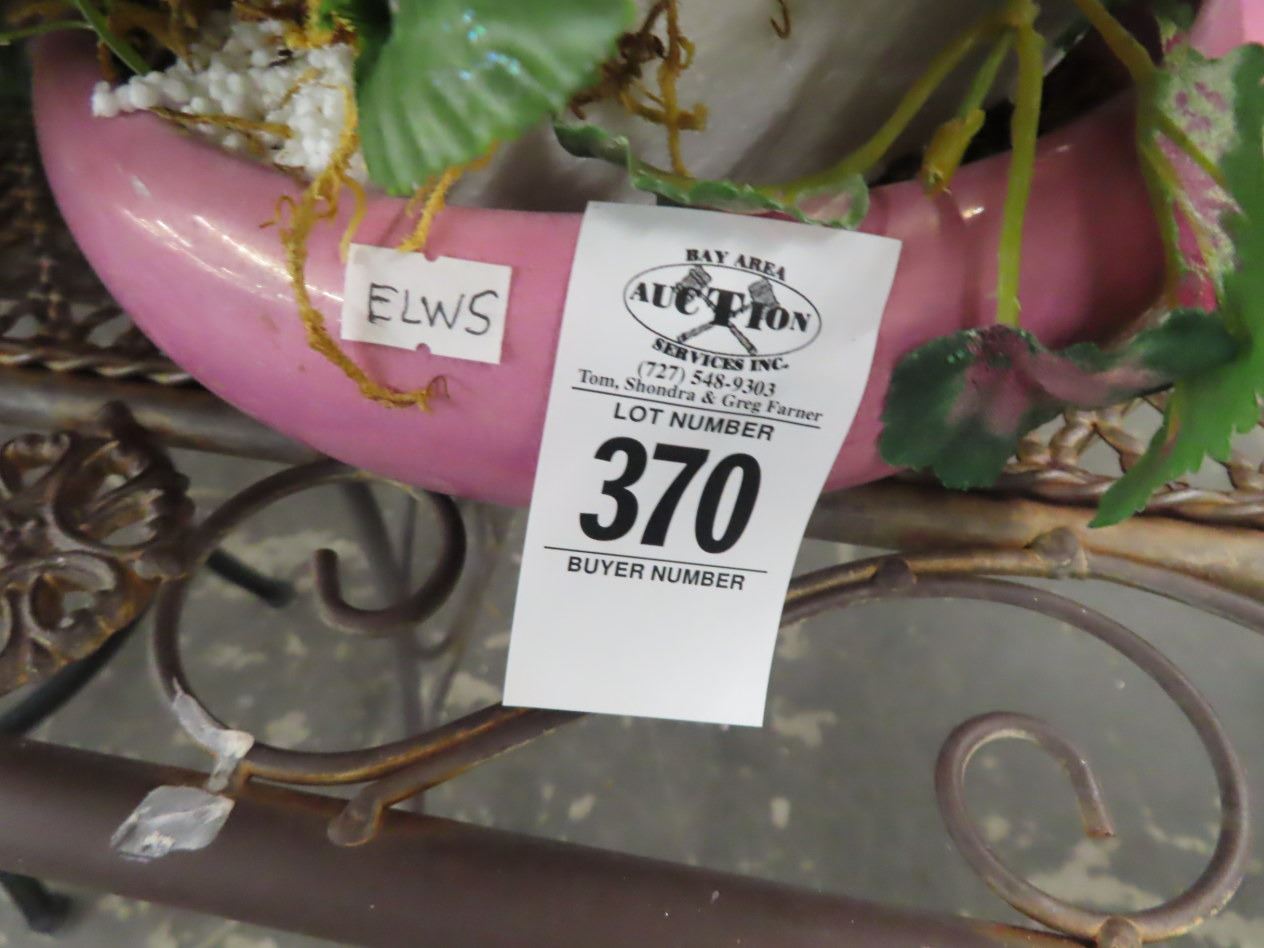 ELWS
BAY AREA
AUCTION
SERVICES INC.
(727) 548-9303
Tom, Shondra & Greg Farner
LOT NUMBER
370
BUYER NUMBER